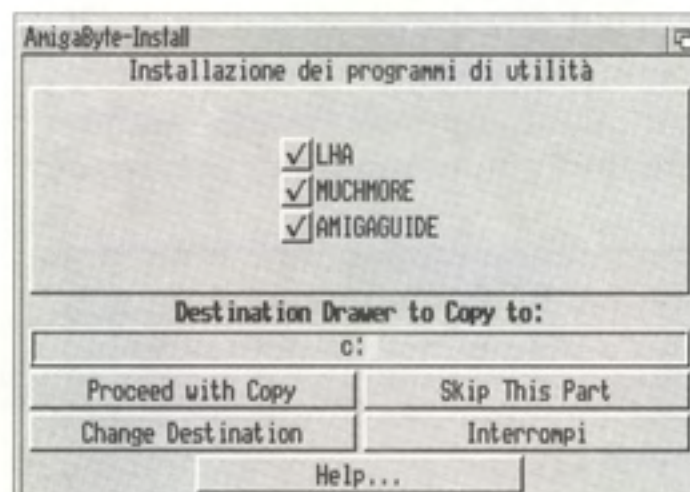 AmigaByte-Install
Installazione dei programmi di utilità
LHA
MUCHMORE
AMIGAGUIDE
Destination Drawer to Copy to:
c:
Proceed with Copy
Skip This Part
Change Destination
Interrompi
Help...